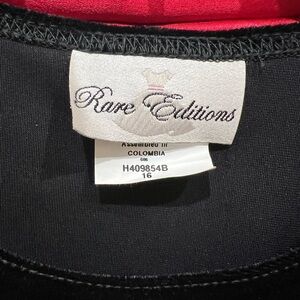 Rare Editions
Assembled in
COLOMBIA
H409854B
16